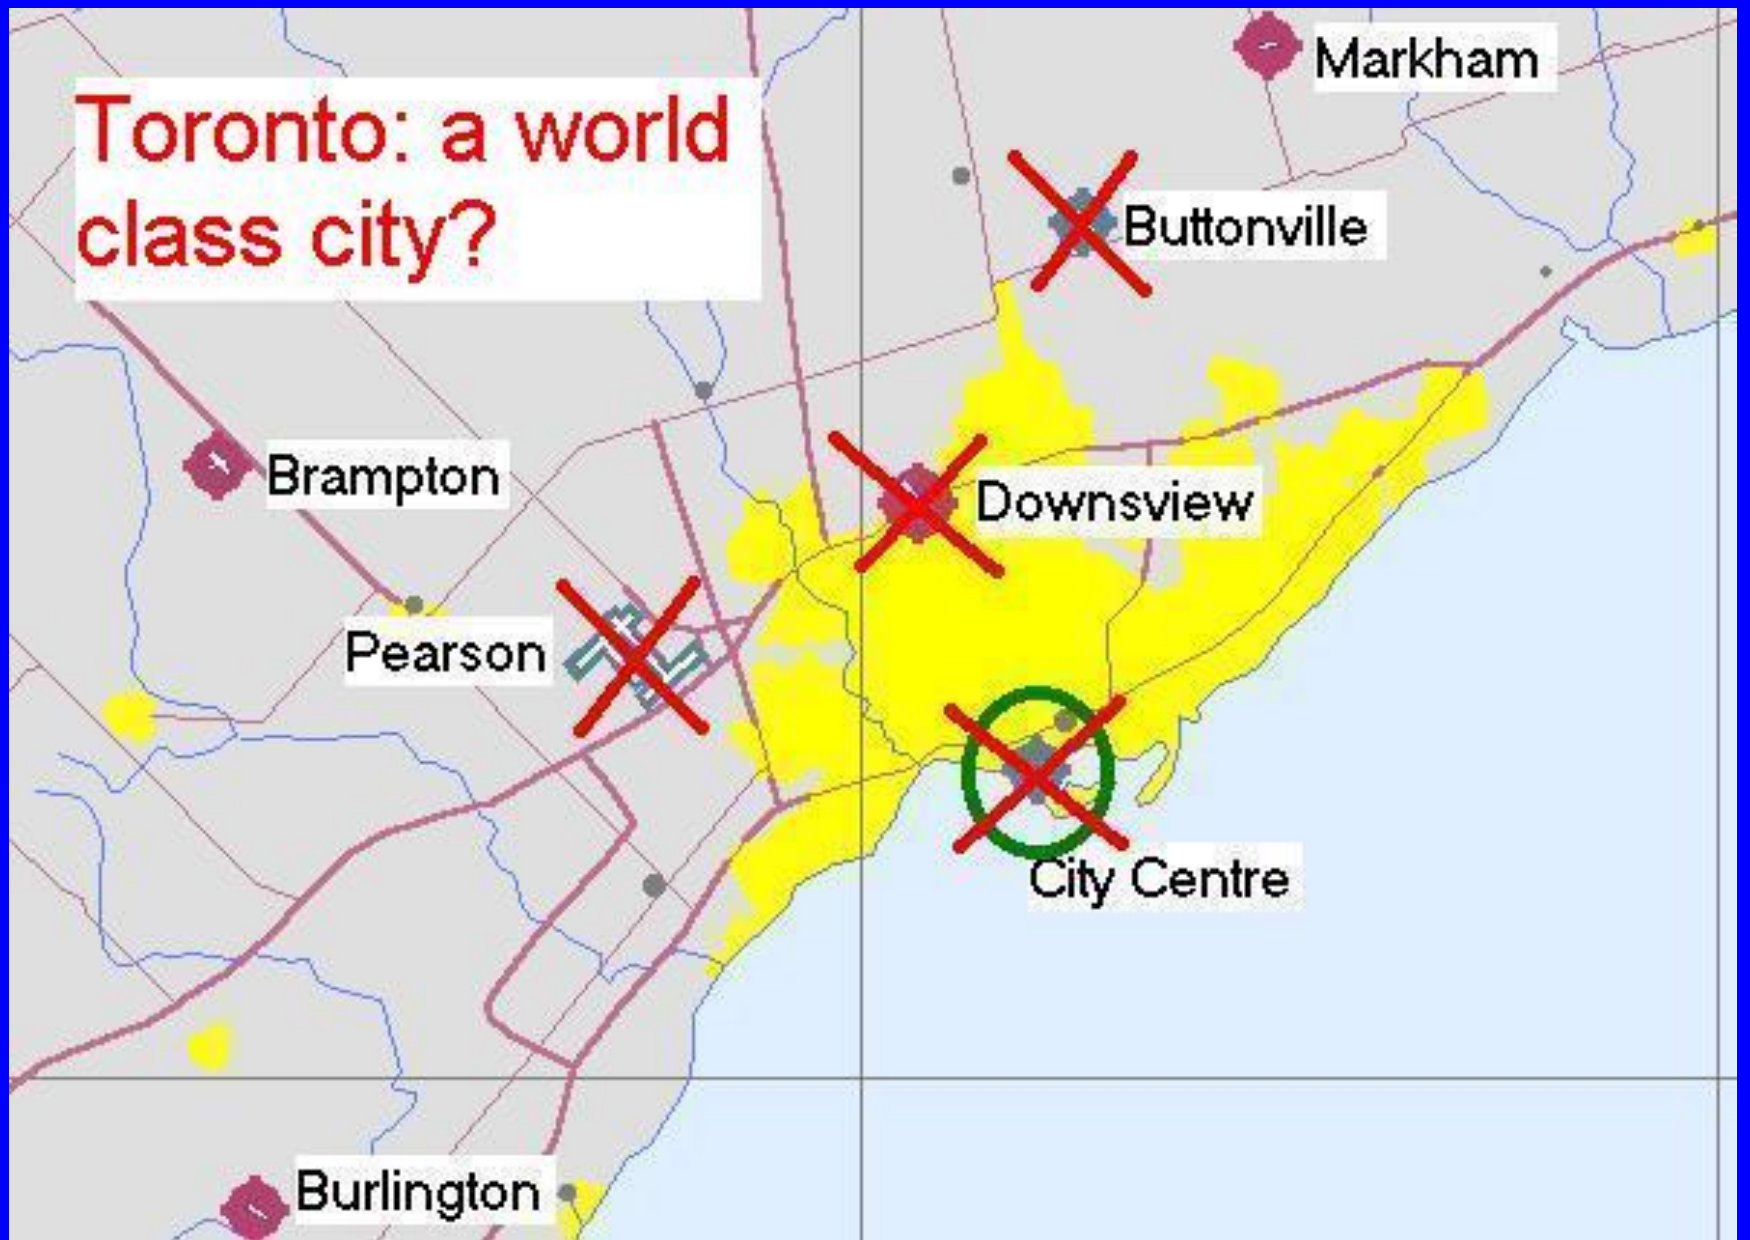 Markham
Toronto: a world
class city?
Buttonville
Brampton
Downsview
Pearson
City Centre
Burlington